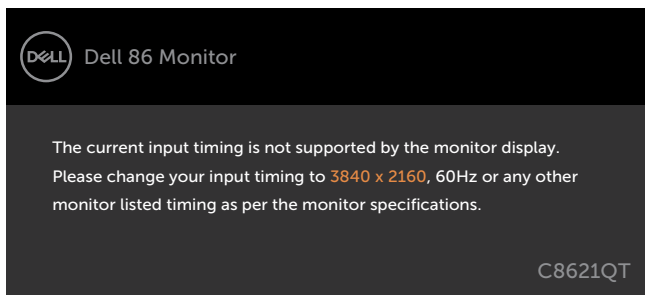 DELL Dell 86 Monitor
The current input timing is not supported by the monitor display.
Please change your input timing to 3840 x 2160, 60Hz or any other
monitor listed timing as per the monitor specifications.
C8621QT